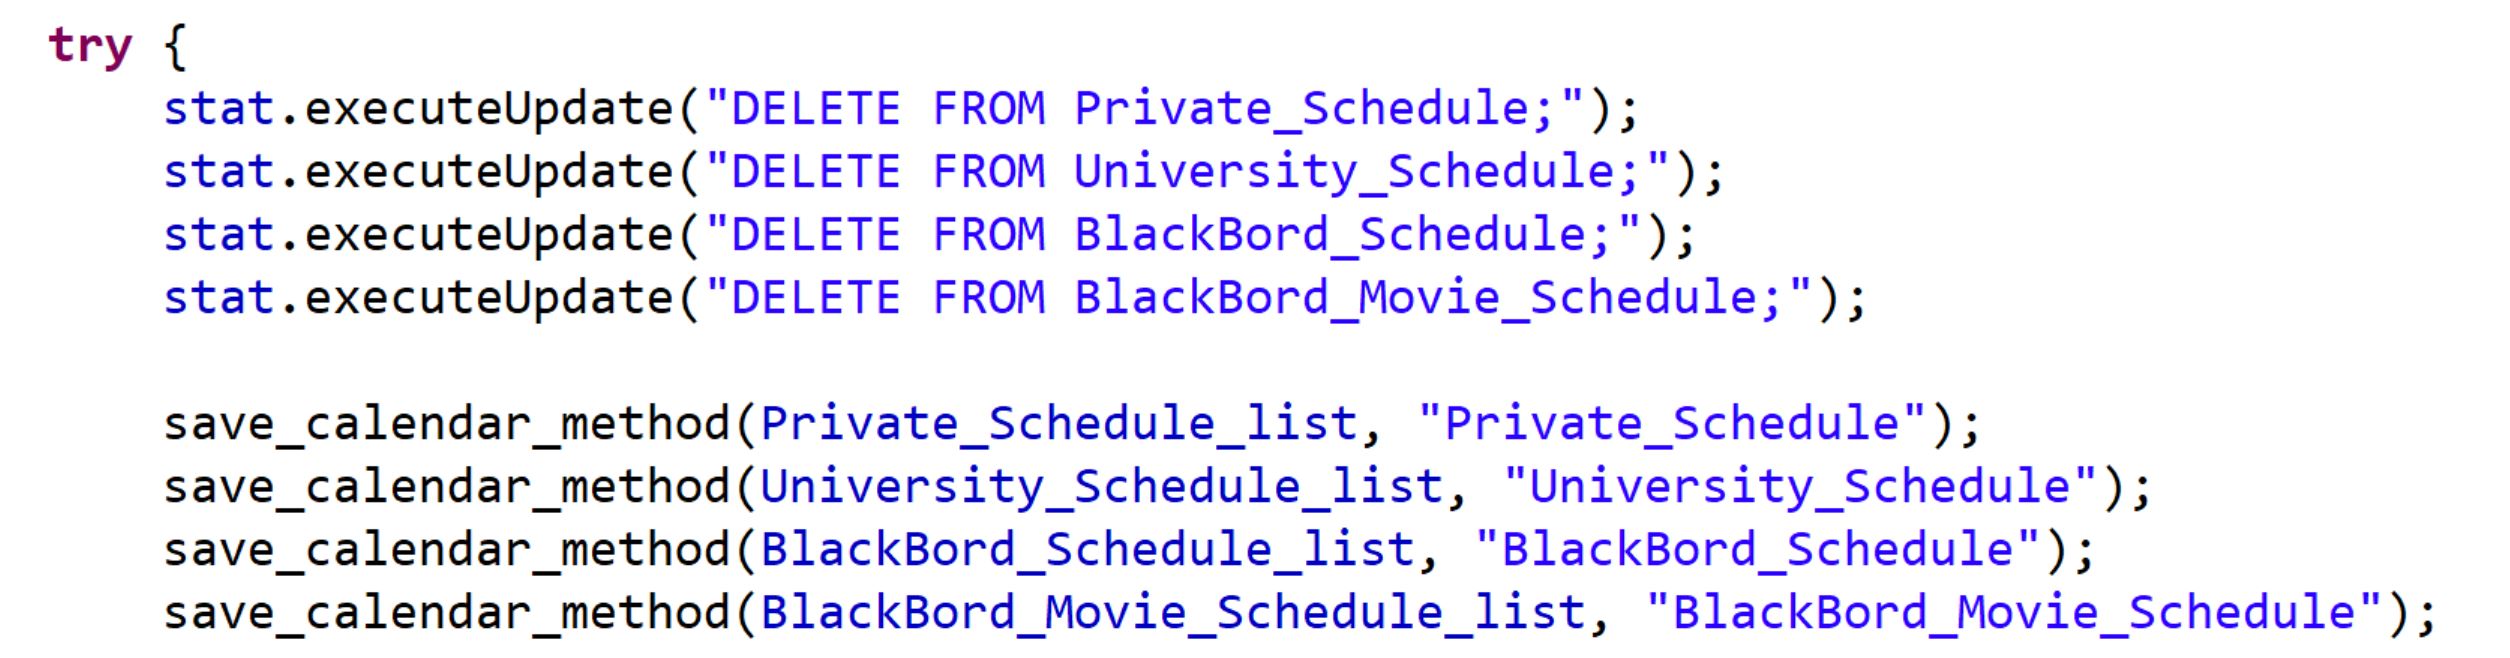 try {
stat.executeUpdate("DELETE FROM Private_Schedule;");
stat.executeUpdate("DELETE FROM University_Schedule;");
stat.executeUpdate("DELETE FROM BlackBord_Schedule;");
stat.executeUpdate("DELETE FROM BlackBord_Movie_Schedule;");
save_calendar_method(Private_Schedule_list, "Private_Schedule");
save_calendar_method(University_Schedule_list, "University_Schedule");
save_calendar_method(BlackBord_Schedule_list, "BlackBord_Schedule");
save_calendar_method(BlackBord_Movie_Schedule_list, "BlackBord_Movie_Schedule");